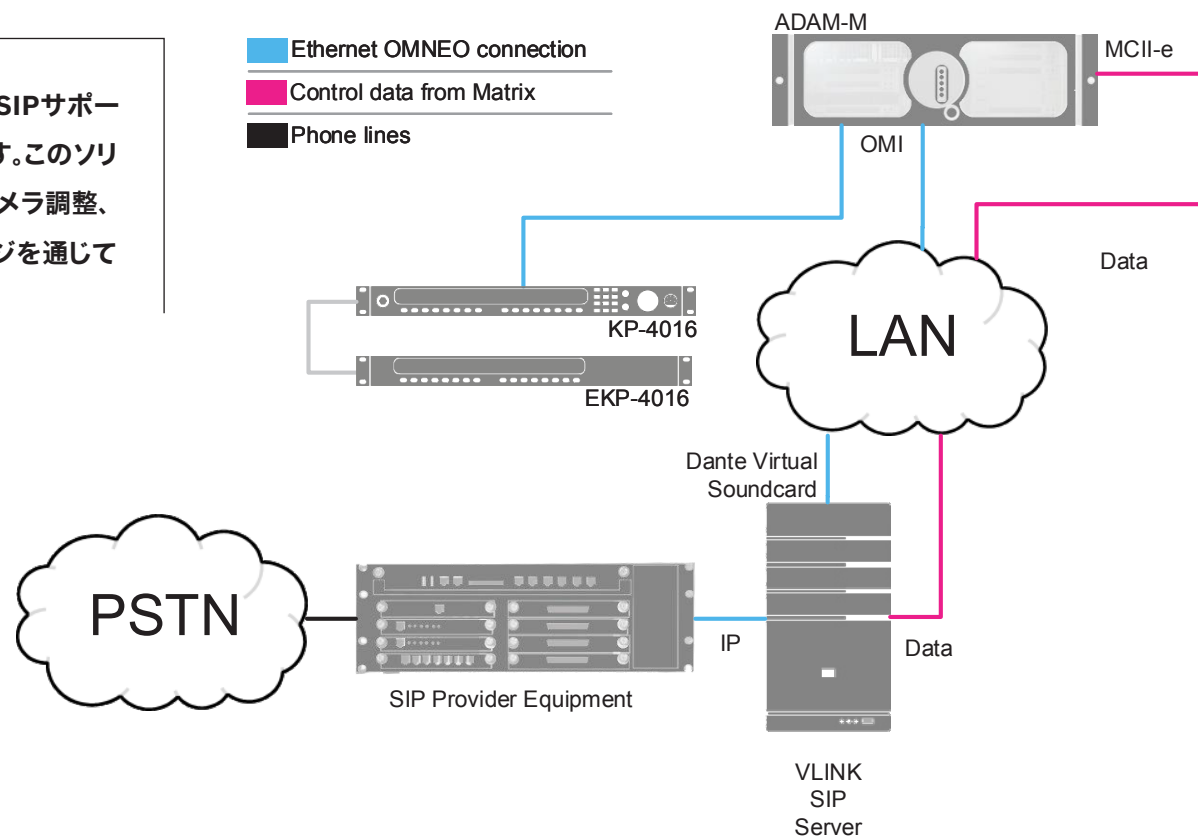 SIPサポー
す。このソリ
メラ調整、
ジを通じて
Ethernet OMNEO connection
Control data from Matrix
Phone lines
ADAM-M
MCII-e
OMI
Data
KP-4016
EKP-4016
LAN
Dante Virtual
Soundcard
PSTN
IP
Data
SIP Provider Equipment
VLINK
SIP
Server